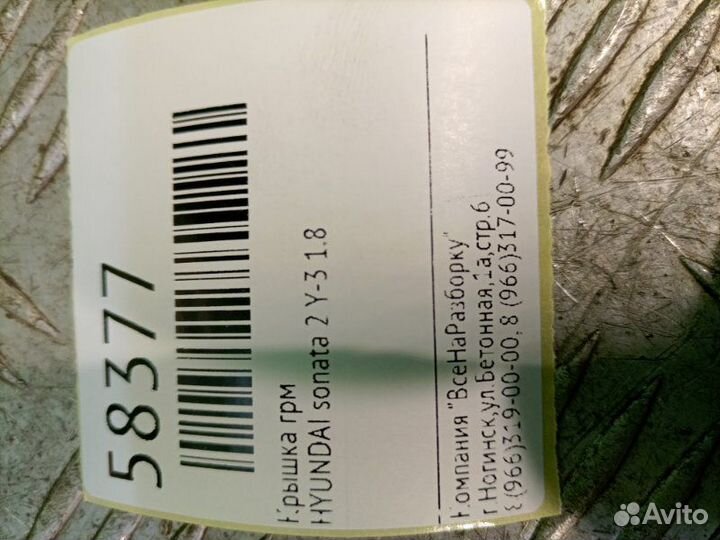 58377
Крышка грм
HYUNDAI sonata 2 Y-3 1.8
Компания "ВсеНаРазборку"
г Ногинск,ул.Бетонная,1а,стр.6
8 (966)319-00-00, 8 (966)317-00-99
Avito